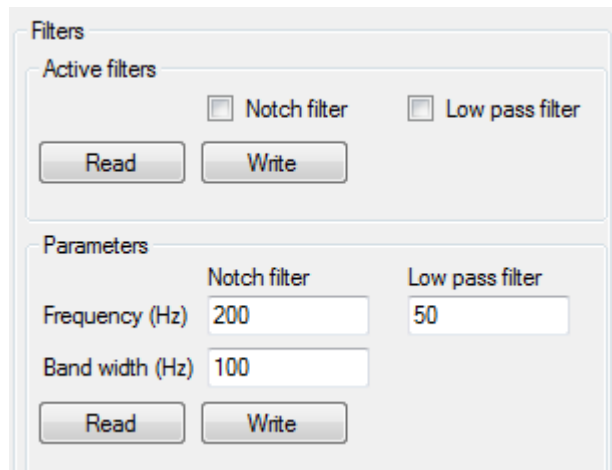 Filters
Active filters
Notch filter Low pass filter
Read Write
Parameters
Notch filter Low pass filter
Frequency (Hz) 200 50
Band width (Hz) 100
Read Write